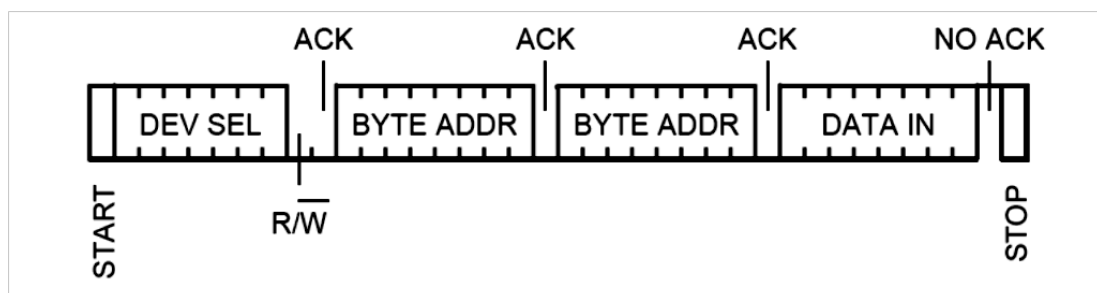 ACK ACK ACK NO ACK
DEV SEL BYTE ADDR BYTE ADDR DATA IN
START R/W̅ STOP